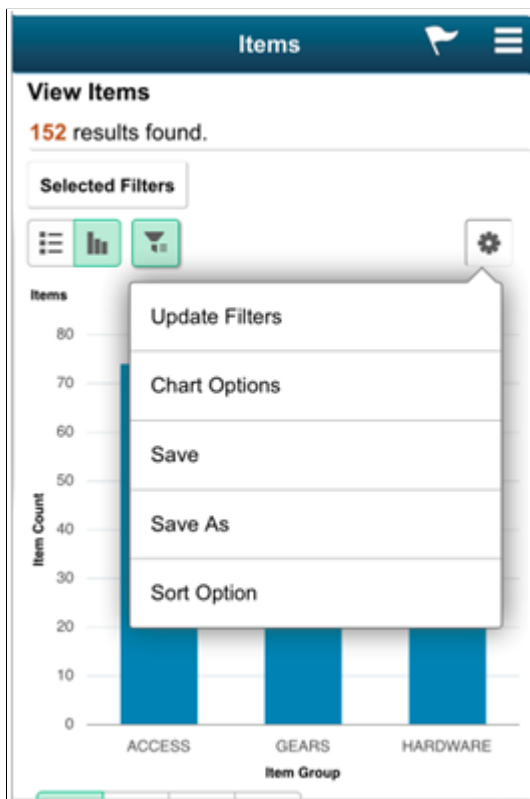 Items
View Items
152 results found.
Selected Filters
Items
Update Filters
Chart Options
Save
Save As
Sort Option
80
70
60
50
40
30
20
10
0
Item Count
ACCESS GEARS HARDWARE
Item Group